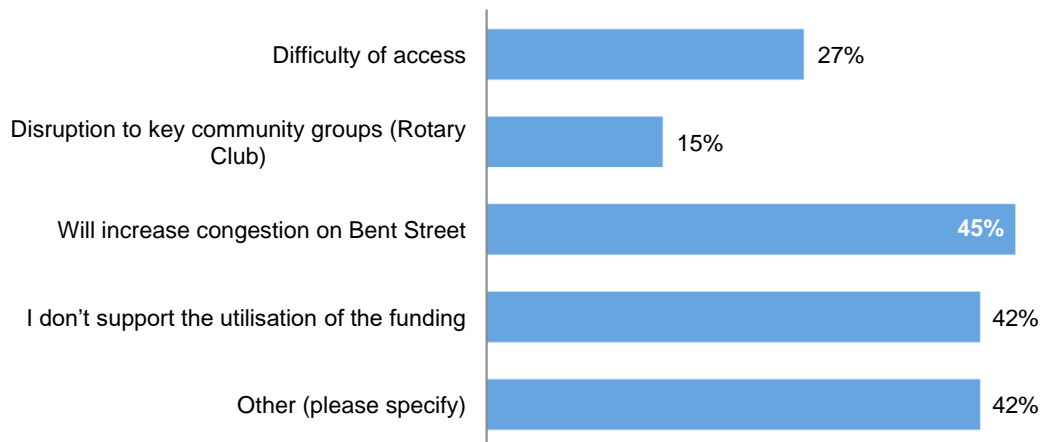 Difficulty of access
27%
Disruption to key community groups (Rotary
Club)
15%
Will increase congestion on Bent Street
45%
I don’t support the utilisation of the funding
42%
Other (please specify)
42%